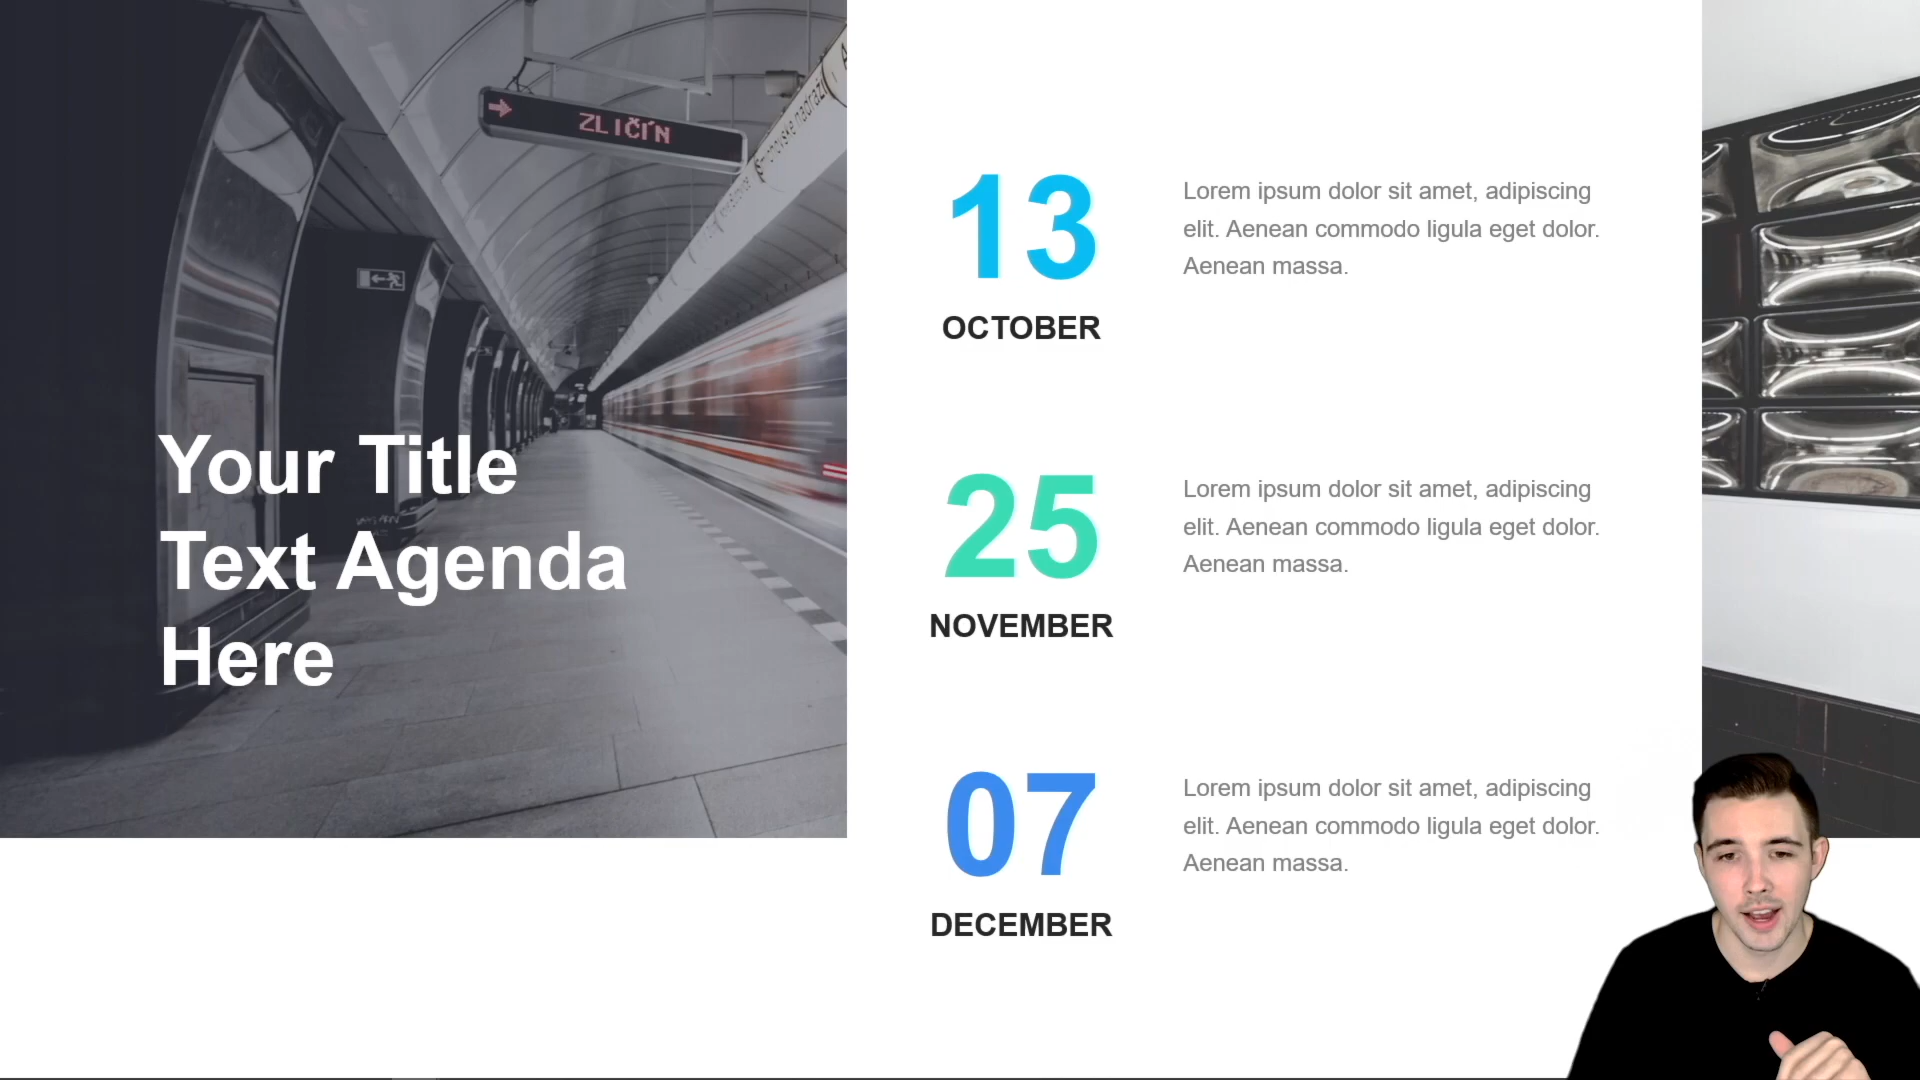 ZLIČÍN
Your Title
Text Agenda
Here
13
OCTOBER
Lorem ipsum dolor sit amet, adipiscing
elit. Aenean commodo ligula eget dolor.
Aenean massa.
25
NOVEMBER
Lorem ipsum dolor sit amet, adipiscing
elit. Aenean commodo ligula eget dolor.
Aenean massa.
07
DECEMBER
Lorem ipsum dolor sit amet, adipiscing
elit. Aenean commodo ligula eget dolor.
Aenean massa.